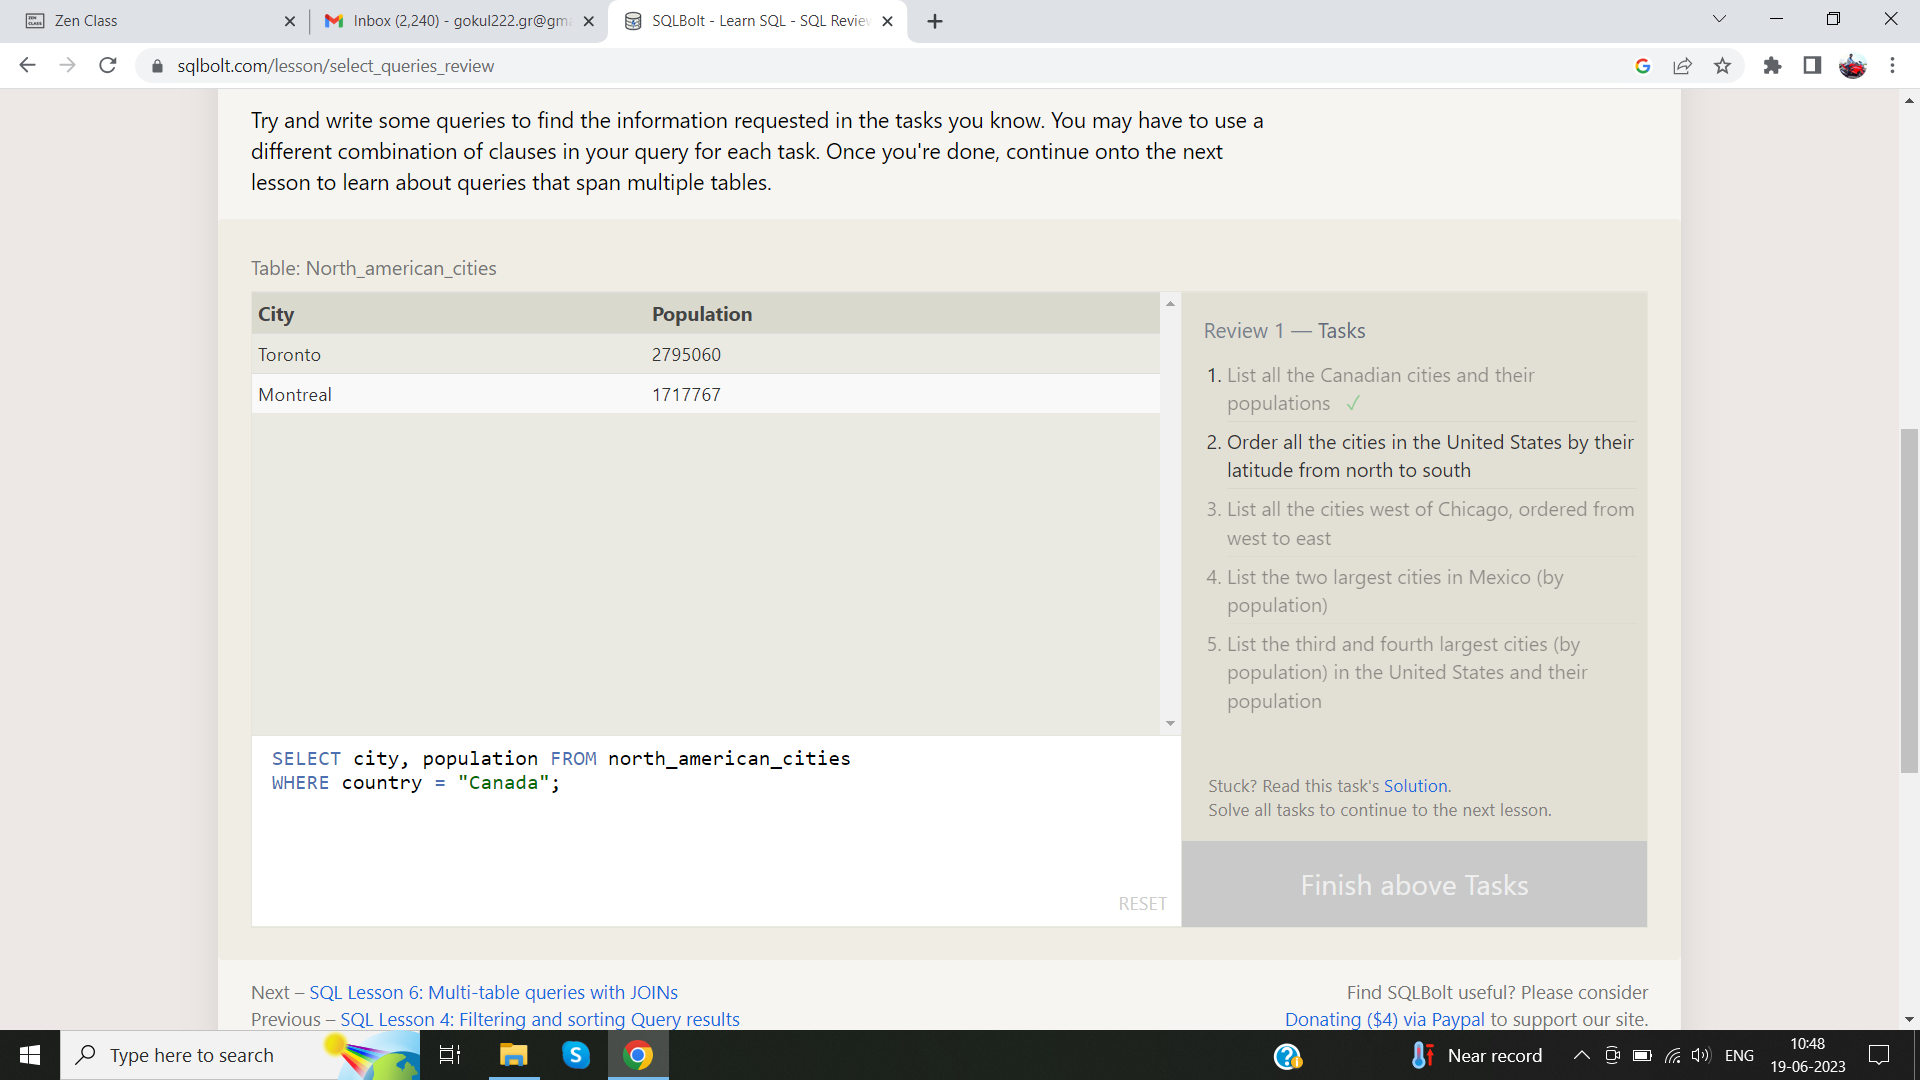 Zen Class
Inbox (2,240) - gokul222.gr@gm
SQLBolt - Learn SQL - SQL Review
sqlbolt.com/lesson/select_queries_review
Try and write some queries to find the information requested in the tasks you know. You may have to use a
different combination of clauses in your query for each task. Once you're done, continue onto the next
lesson to learn about queries that span multiple tables.
Table: North_american_cities
City Population
Toronto 2795060
Montreal 1717767
SELECT city, population FROM north_american_cities
WHERE country = "Canada";
RESET
Review 1 — Tasks
1. List all the Canadian cities and their
populations ✓
2. Order all the cities in the United States by their
latitude from north to south
3. List all the cities west of Chicago, ordered from
west to east
4. List the two largest cities in Mexico (by
population)
5. List the third and fourth largest cities (by
population) in the United States and their
population
Stuck? Read this task's Solution.
Solve all tasks to continue to the next lesson.
Finish above Tasks
Next – SQL Lesson 6: Multi-table queries with JOINs
Previous – SQL Lesson 4: Filtering and sorting Query results
Find SQLBolt useful? Please consider
Donating ($4) via Paypal to support our site.
Type here to search
Near record
ENG
10:48
19-06-2023